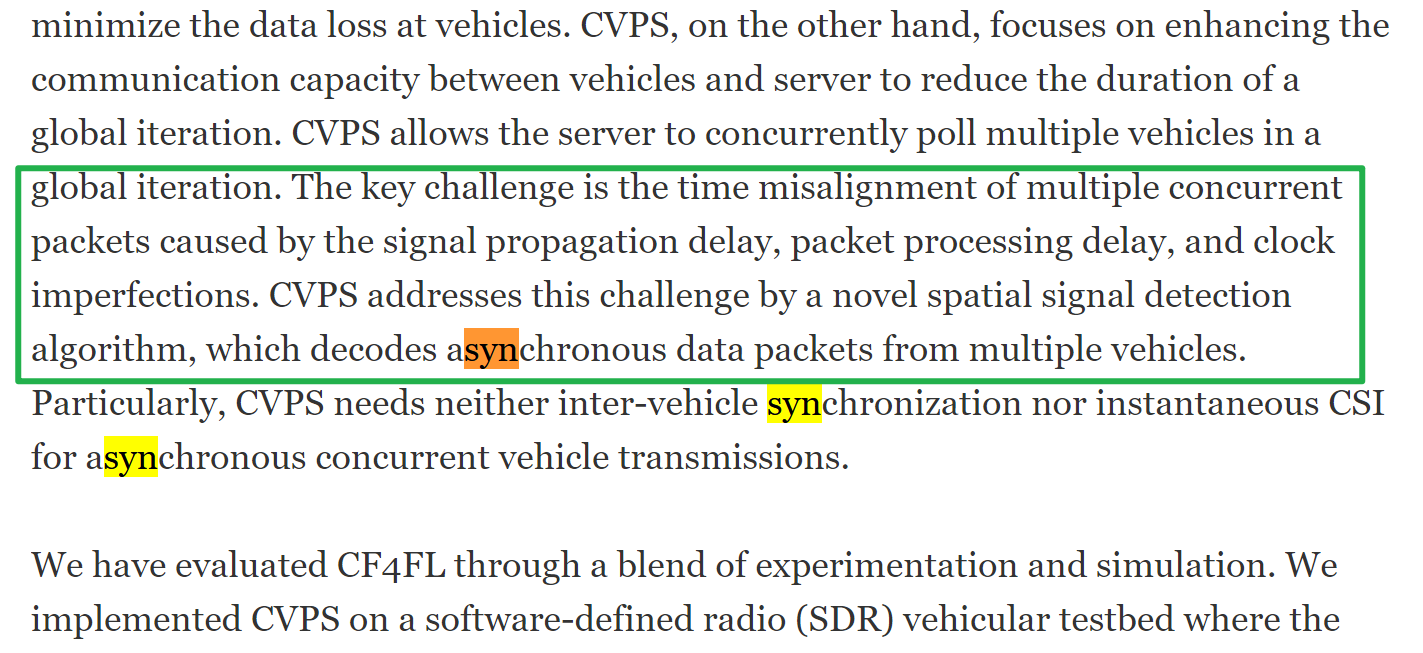 minimize the data loss at vehicles. CVPS, on the other hand, focuses on enhancing the
communication capacity between vehicles and server to reduce the duration of a
global iteration. CVPS allows the server to concurrently poll multiple vehicles in a
global iteration. The key challenge is the time misalignment of multiple concurrent
packets caused by the signal propagation delay, packet processing delay, and clock
imperfections. CVPS addresses this challenge by a novel spatial signal detection
algorithm, which decodes asynchronous data packets from multiple vehicles.
Particularly, CVPS needs neither inter-vehicle synchronization nor instantaneous CSI
for asynchronous concurrent vehicle transmissions.
We have evaluated CF4FL through a blend of experimentation and simulation. We
implemented CVPS on a software-defined radio (SDR) vehicular testbed where the